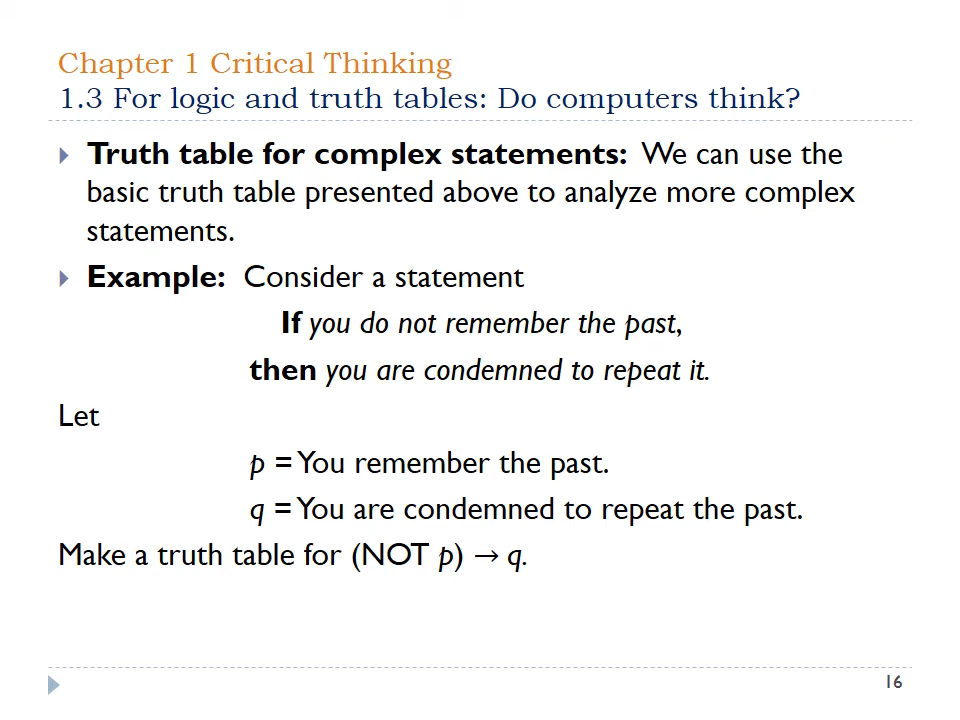 Chapter 1 Critical Thinking
1.3 For logic and truth tables: Do computers think?
Truth table for complex statements: We can use the
basic truth table presented above to analyze more complex
statements.
Example: Consider a statement
If you do not remember the past,
then you are condemned to repeat it.
Let
p = You remember the past.
q = You are condemned to repeat the past.
Make a truth table for (NOT p) → q.
16